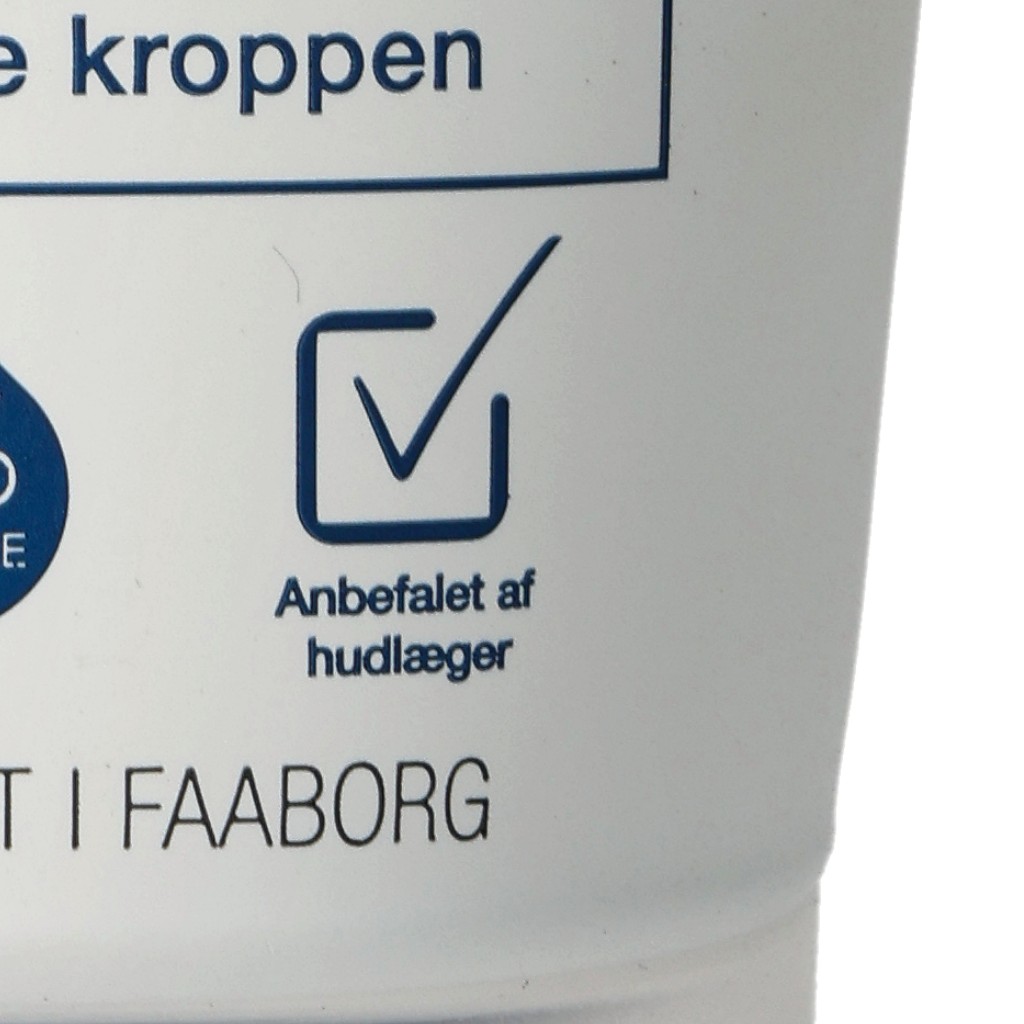 kroppen
Anbefalet af
hudlæger
I FAABORG